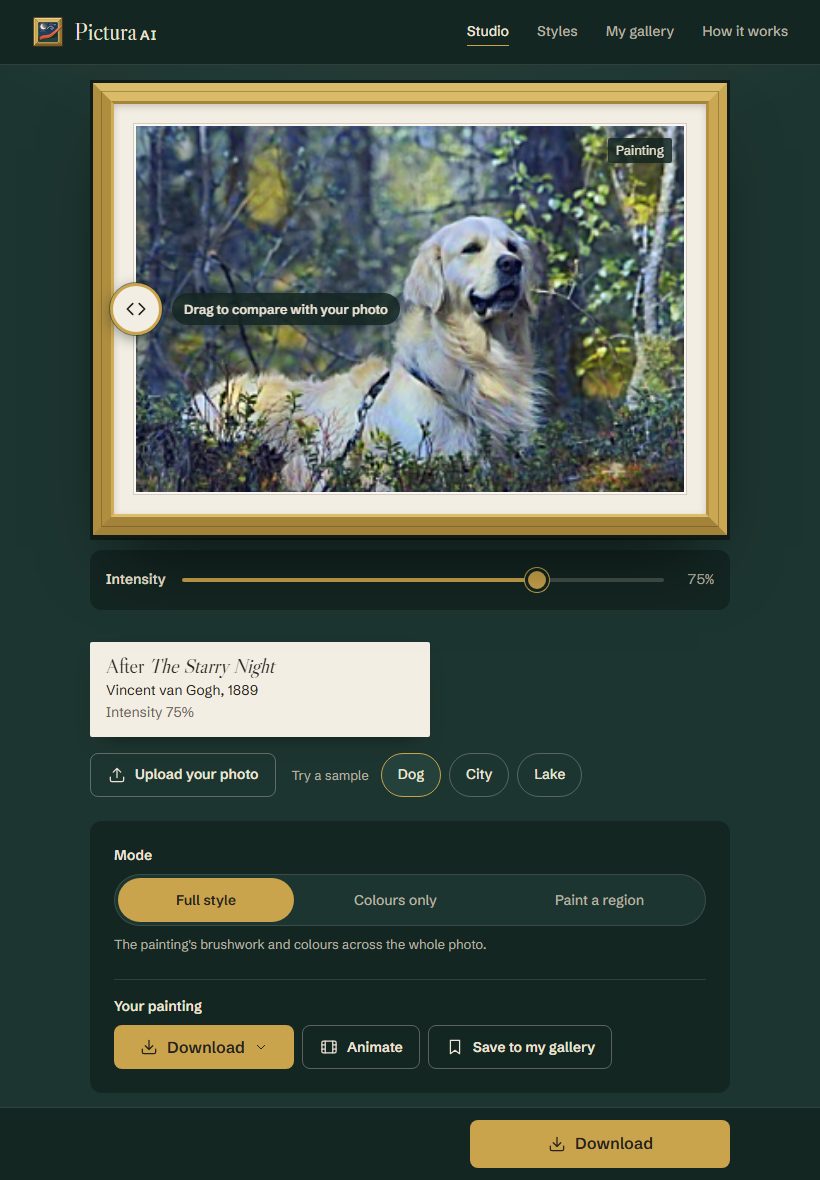 Pictura AI
Studio
Styles
My gallery
How it works
Painting
Drag to compare with your photo
Intensity
75%
After The Starry Night
Vincent van Gogh, 1889
Intensity 75%
Upload your photo
Try a sample
Dog
City
Lake
Mode
Full style
Colours only
Paint a region
The painting's brushwork and colours across the whole photo.
Your painting
Download
Animate
Save to my gallery
Download